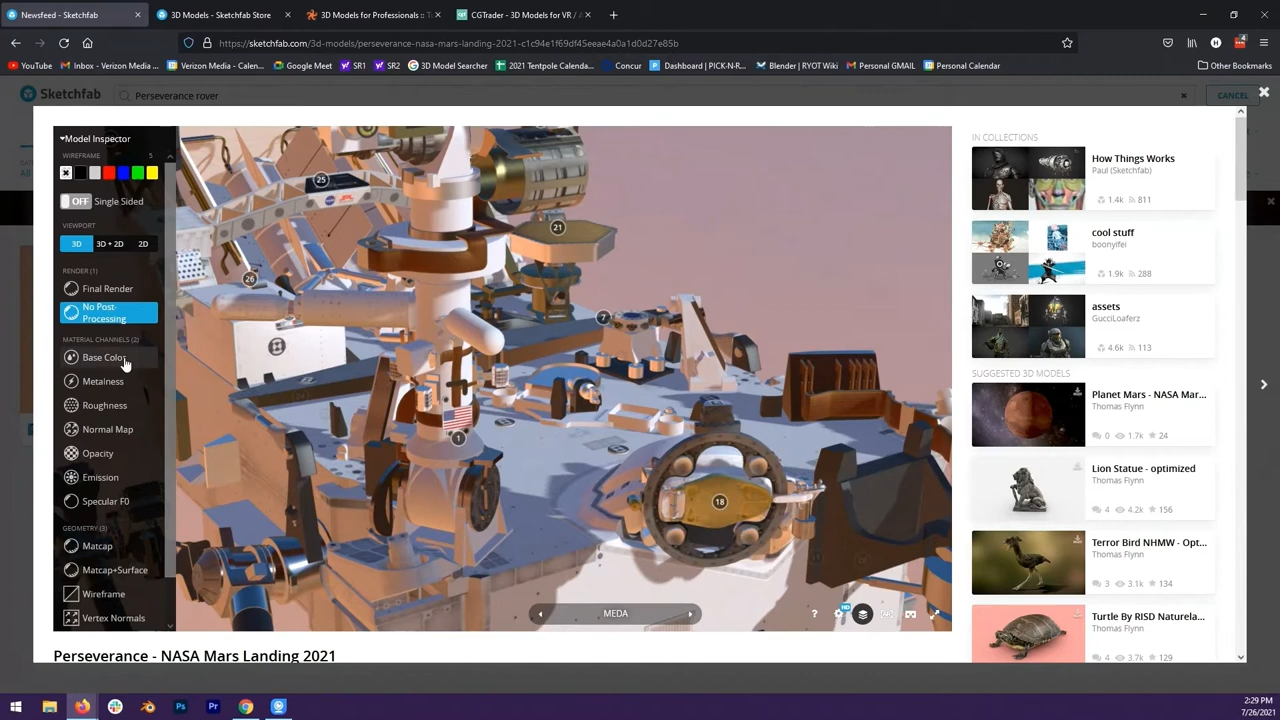 Newsfeed - Sketchfab
3D Models - Sketchfab Store
3D Models for Professionals ::
CGTrader - 3D Models for VR / A
https://sketchfab.com/3d-models/perseverance-nasa-mars-landing-2021-c1c94e1f69df45eeae4a0a1d0d27e85b
4
YouTube
Inbox - Verizon Media ...
Verizon Media - Calen...
Google Meet
SR1
SR2
3D Model Searcher
2021 Tentpole Calenda...
Concur
Dashboard | PICK-N-R...
Blender | RYOT Wiki
Personal GMAIL
Personal Calendar
Other Bookmarks
Sketchfab
Perseverance rover
CANCEL
Model Inspector
WIREFRAME 5
OFF Single Sided
VIEWPORT
3D 3D + 2D 2D
RENDER (1)
Final Render
No Post-
Processing
MATERIAL CHANNELS (2)
Base Color
Metalness
Roughness
Normal Map
Opacity
Emission
Specular F0
GEOMETRY (3)
Matcap
Matcap+Surface
Wireframe
Vertex Normals
25
21
26
7
1
18
MEDA
?
HD
IN COLLECTIONS
How Things Works
Paul (Sketchfab)
1.4k 811
cool stuff
boonyifei
1.9k 288
assets
GucciLoaferz
4.6k 113
SUGGESTED 3D MODELS
Planet Mars - NASA Mar...
Thomas Flynn
0 1.7k 24
Lion Statue - optimized
Thomas Flynn
4 4.2k 156
Terror Bird NHMW - Opt...
Thomas Flynn
3 3.1k 134
Turtle By RISD Naturela...
Thomas Flynn
4 3.7k 129
Perseverance - NASA Mars Landing 2021
2:29 PM
7/26/2021